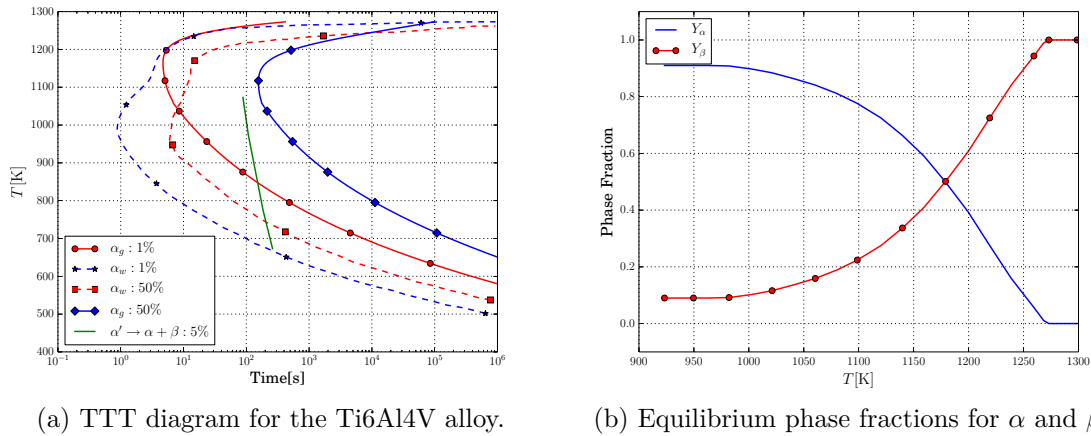 1300
1200
1100
1000
900
800
700
600
500
400
T[K]
α_g : 1%
α_w : 1%
α_w : 50%
α_g : 50%
α′ → α + β : 5%
10^−1 10^0 10^1 10^2 10^3 10^4 10^5 10^6
Time[s]
(a) TTT diagram for the Ti6Al4V alloy.
Y_α
Y_β
1.0
0.8
0.6
0.4
0.2
0.0
Phase Fraction
900 950 1000 1050 1100 1150 1200 1250 1300
T[K]
(b) Equilibrium phase fractions for α and